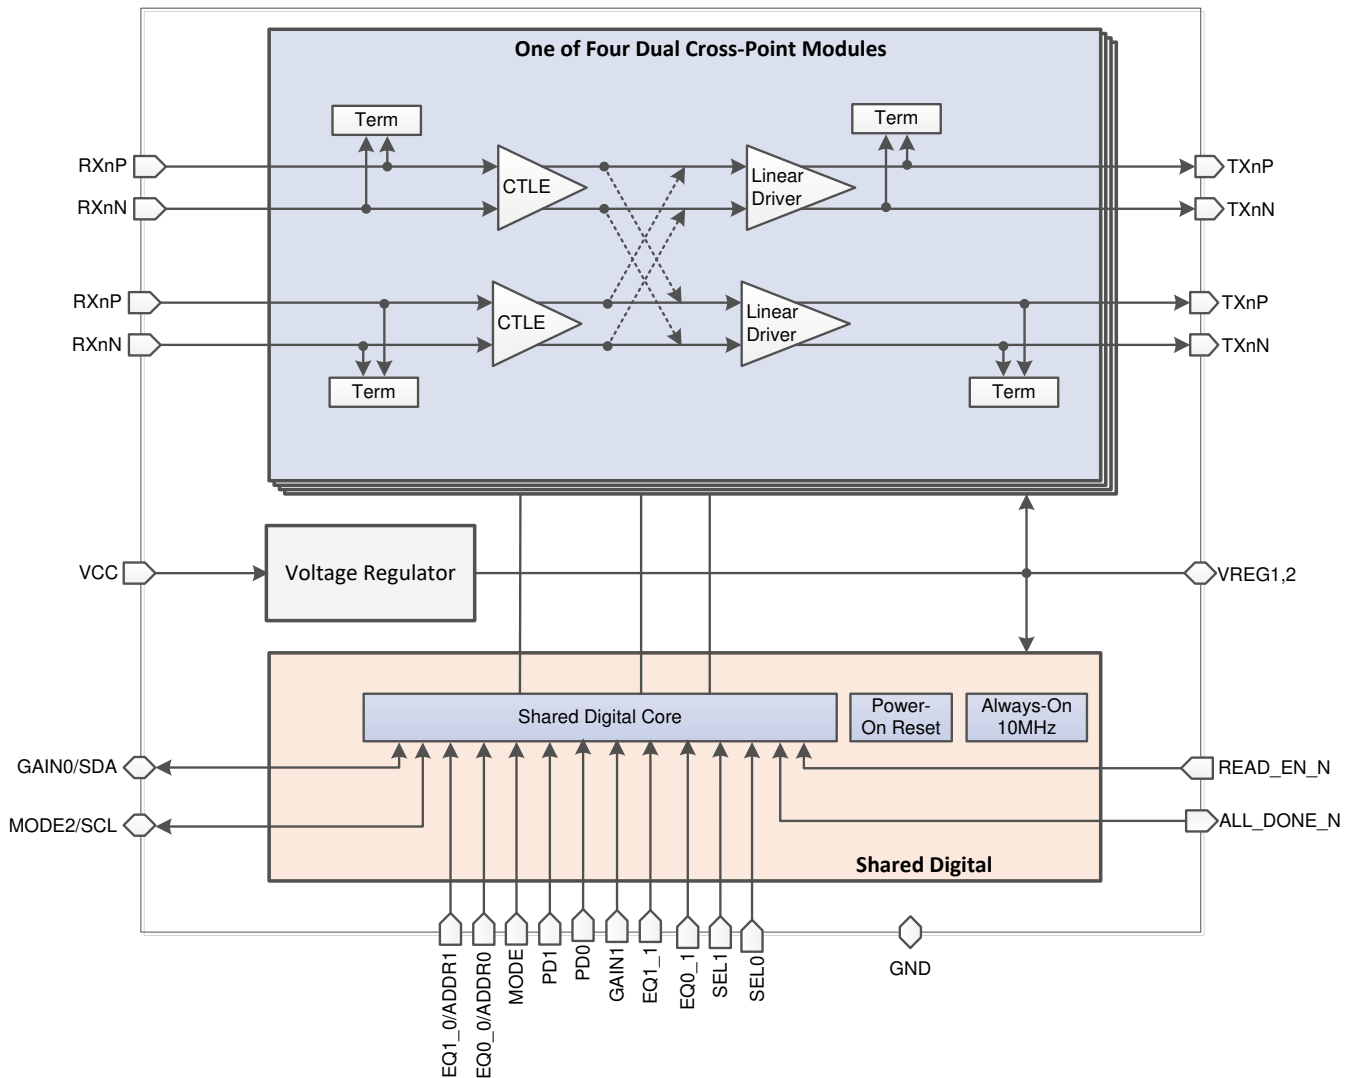 One of Four Dual Cross-Point Modules
Term
Term
RXnP
TXnP
CTLE
Linear
Driver
RXnN
TXnN
RXnP
TXnP
CTLE
Linear
Driver
RXnN
TXnN
Term
Term
VCC
Voltage Regulator
VREG1,2
Shared Digital Core
Power-
On Reset
Always-On
10MHz
GAIN0/SDA
READ_EN_N
MODE2/SCL
ALL_DONE_N
Shared Digital
EQ1_0/ADDR1
EQ0_0/ADDR0
MODE
PD1
PD0
GAIN1
EQ1_1
EQ0_1
SEL1
SEL0
GND